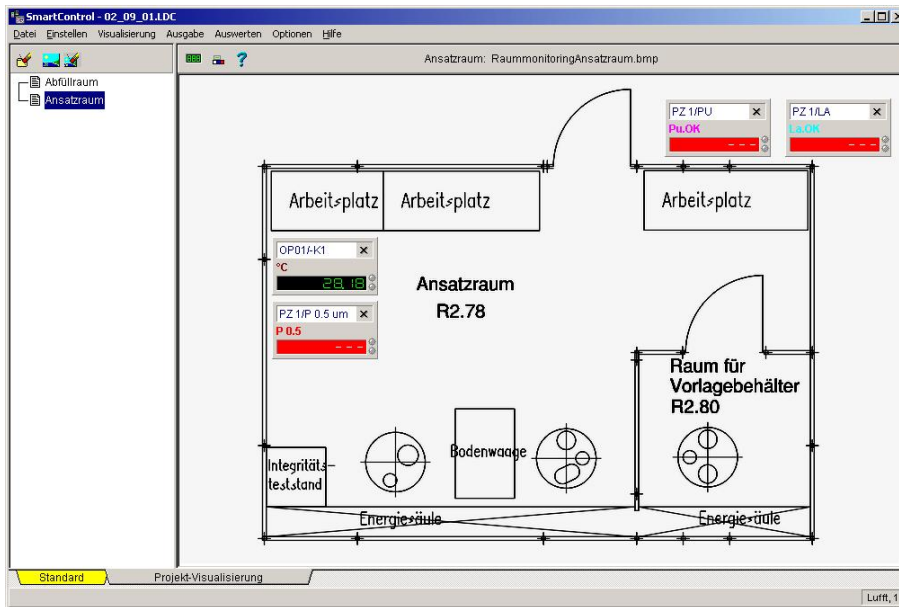 SmartControl - 02_09_01.LDC
Datei Einstellen Visualisierung Ausgabe Auswerten Optionen Hilfe
Ansatzraum: RaummonitoringAnsatzraum.bmp
Abfüllraum
Ansatzraum
PZ 1/PU
Pu.OK
---
PZ 1/LA
La.OK
---
Arbeitsplatz
Arbeitsplatz
Arbeitsplatz
OP01/-K1
°C
28.18
PZ 1/P 0.5 um
P 0.5
---
Ansatzraum
R2.78
Raum für
Vorlagebehälter
R2.80
Integritäts-
teststand
Bodenwaage
Energiesäule
Energiesäule
Standard
Projekt-Visualisierung
Lufft, 1